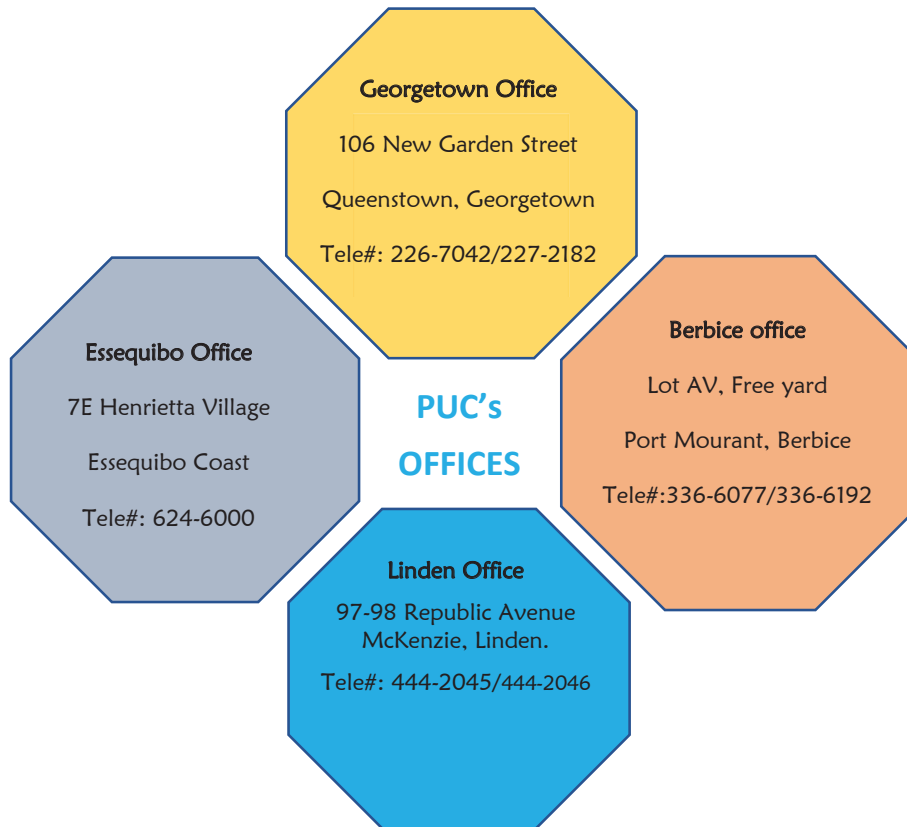 Georgetown Office
106 New Garden Street
Queenstown, Georgetown
Tele#: 226-7042/227-2182
Essequibo Office
7E Henrietta Village
Essequibo Coast
Tele#: 624-6000
PUC's
OFFICES
Berbice office
Lot AV, Free yard
Port Mourant, Berbice
Tele#:336-6077/336-6192
Linden Office
97-98 Republic Avenue
McKenzie, Linden.
Tele#: 444-2045/444-2046